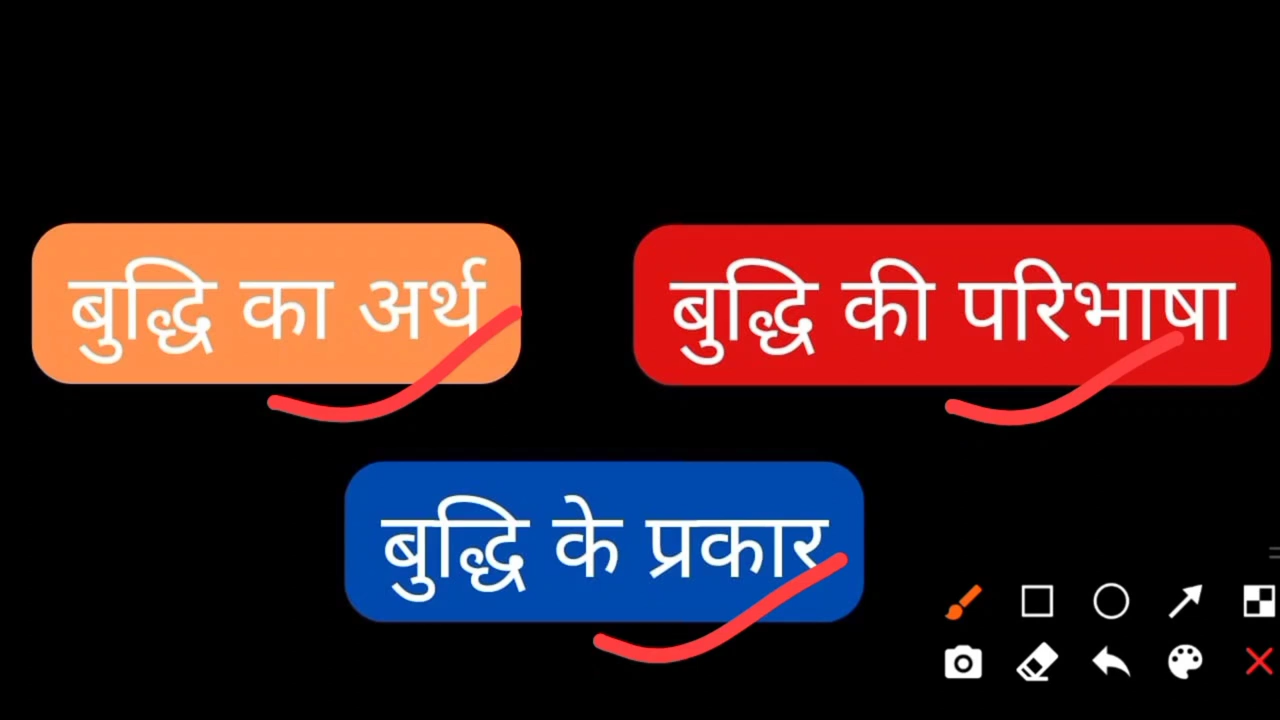 बुद्धि का अर्थ
बुद्धि की परिभाषा
बुद्धि के प्रकार